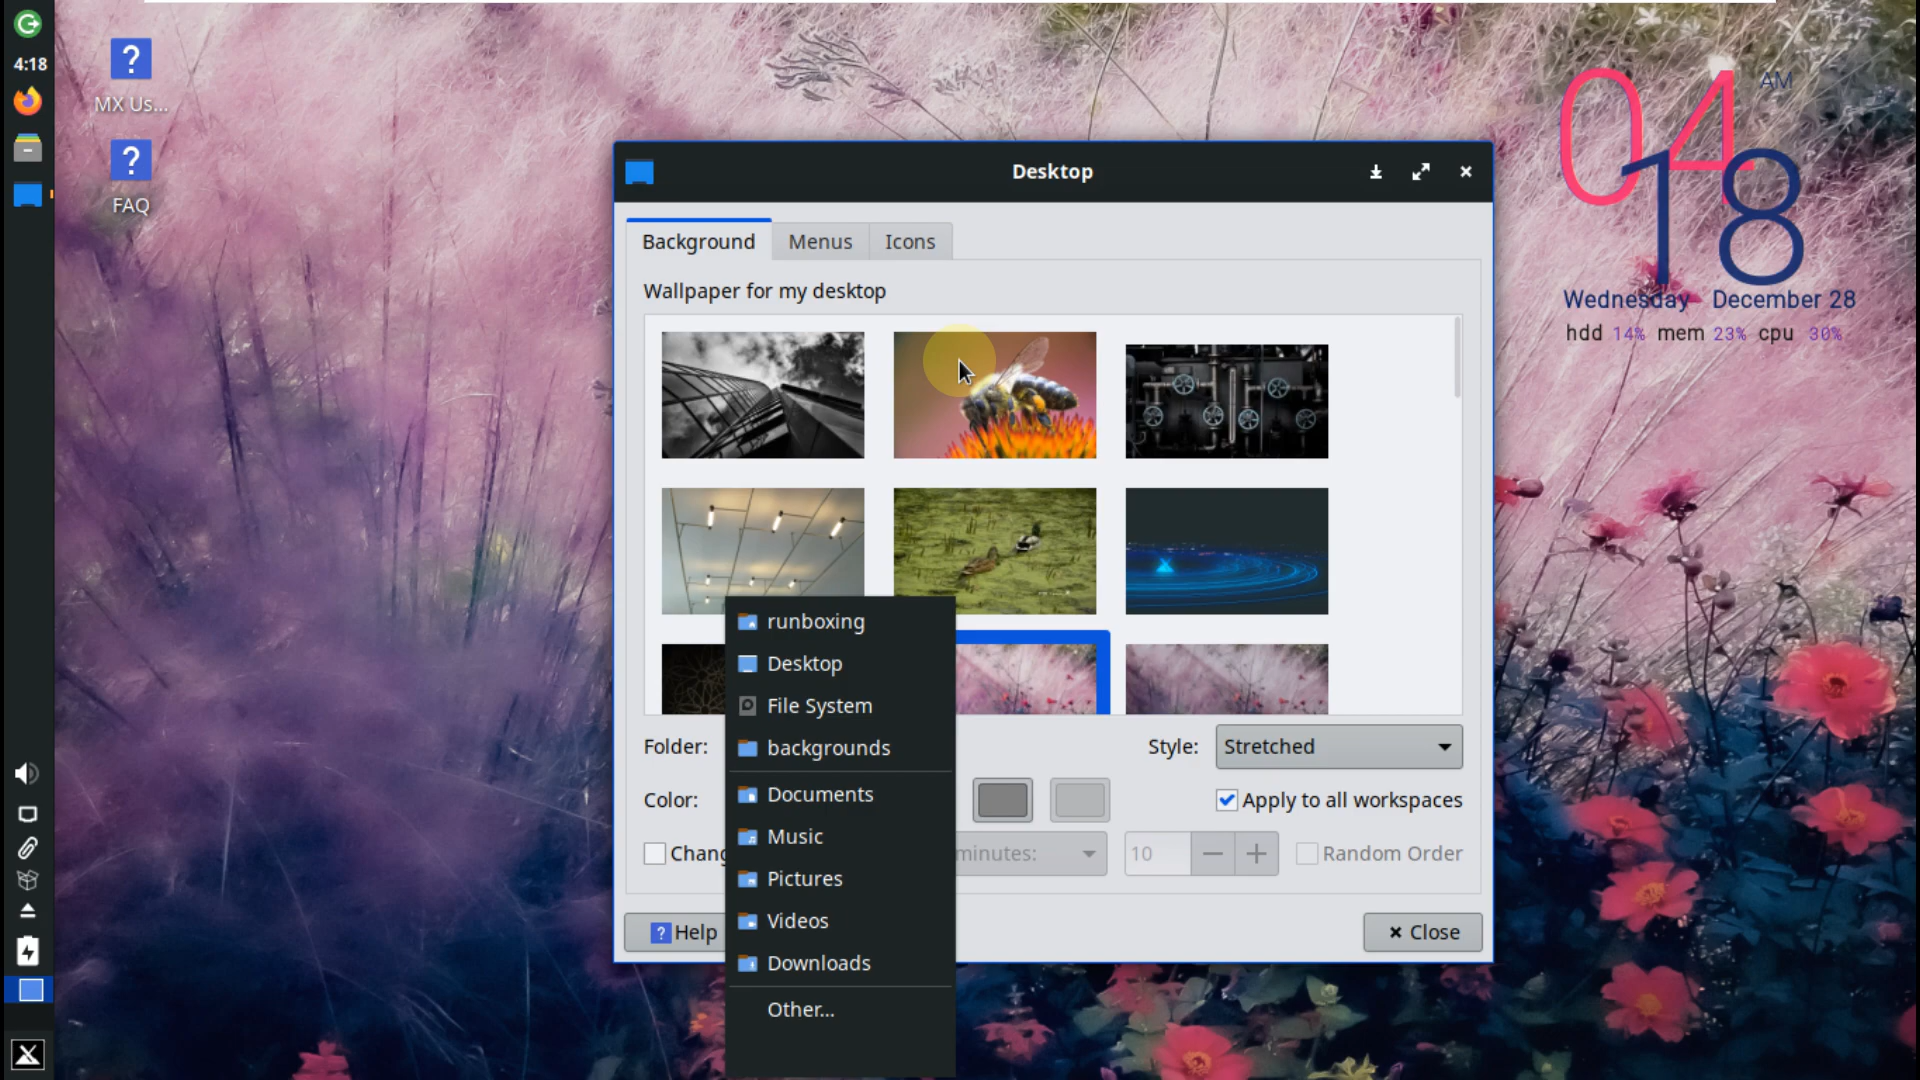 4:18
MX Us...
FAQ
Desktop
Background
Menus
Icons
Wallpaper for my desktop
runboxing
Desktop
File System
backgrounds
Documents
Music
Pictures
Videos
Downloads
Other...
Folder:
Style:
Stretched
Color:
Apply to all workspaces
minutes:
10
Random Order
Help
Close
04
AM
18
Wednesday December 28
hdd 14% mem 23% cpu 30%